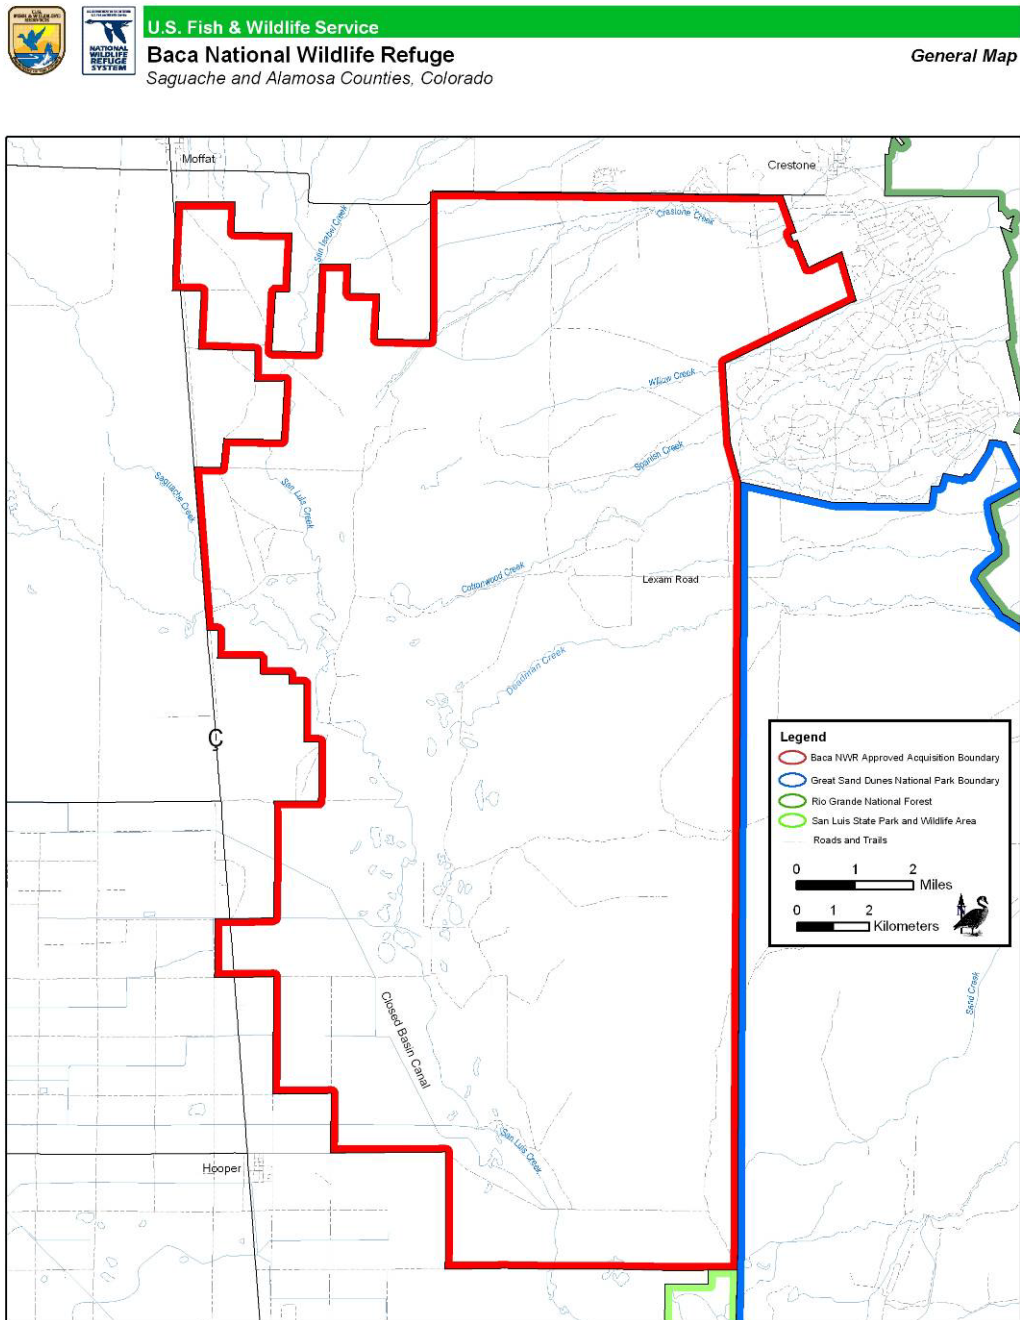 U.S. Fish & Wildlife Service
NATIONAL
WILDLIFE
REFUGE
SYSTEM
Baca National Wildlife Refuge
General Map
Saguache and Alamosa Counties, Colorado
Moffat
Crestone
San Isabel Creek
Crestone Creek
Willow Creek
Spanish Creek
Saguache Creek
San Luis Creek
Cottonwood Creek
Lexam Road
Deadman Creek
Legend
Baca NWR Approved Acquisition Boundary
Great Sand Dunes National Park Boundary
Rio Grande National Forest
San Luis State Park and Wildlife Area
Roads and Trails
0 1 2
Miles
0 1 2
Kilometers
Sand Creek
Closed Basin Canal
San Luis Creek
Hooper